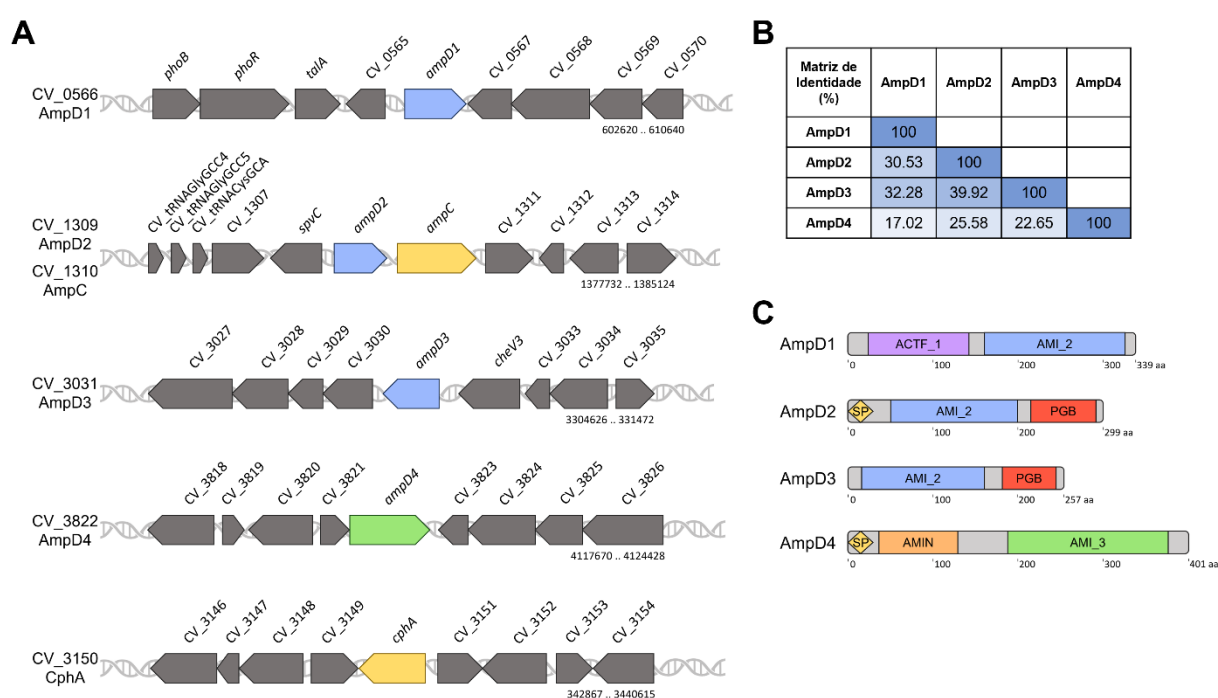 A
phoB phoR talA CV_0565 ampD1 CV_0567 CV_0568 CV_0569 CV_0570
CV_0566
AmpD1
602620 .. 610640
CV_tRNAGlyGCC4 CV_tRNAGlyGCC5 CV_tRNACysGCA CV_1307 spvC ampD2 ampC CV_1311 CV_1312 CV_1313 CV_1314
CV_1309
AmpD2
CV_1310
AmpC
1377732 .. 1385124
CV_3027 CV_3028 CV_3029 CV_3030 ampD3 cheV3 CV_3033 CV_3034 CV_3035
CV_3031
AmpD3
3304626 .. 331472
CV_3818 CV_3819 CV_3820 CV_3821 ampD4 CV_3823 CV_3824 CV_3825 CV_3826
CV_3822
AmpD4
4117670 .. 4124428
CV_3146 CV_3147 CV_3148 CV_3149 cphA CV_3151 CV_3152 CV_3153 CV_3154
CV_3150
CphA
342867 .. 3440615
B
Matriz de
Identidade
(%)
AmpD1 AmpD2 AmpD3 AmpD4
AmpD1 100
AmpD2 30.53 100
AmpD3 32.28 39.92 100
AmpD4 17.02 25.58 22.65 100
C
AmpD1 ACTF_1 AMI_2
0 100 200 300 339 aa
AmpD2 SP AMI_2 PGB
0 100 200 299 aa
AmpD3 AMI_2 PGB
0 100 200 257 aa
AmpD4 SP AMIN AMI_3
0 100 200 300 401 aa